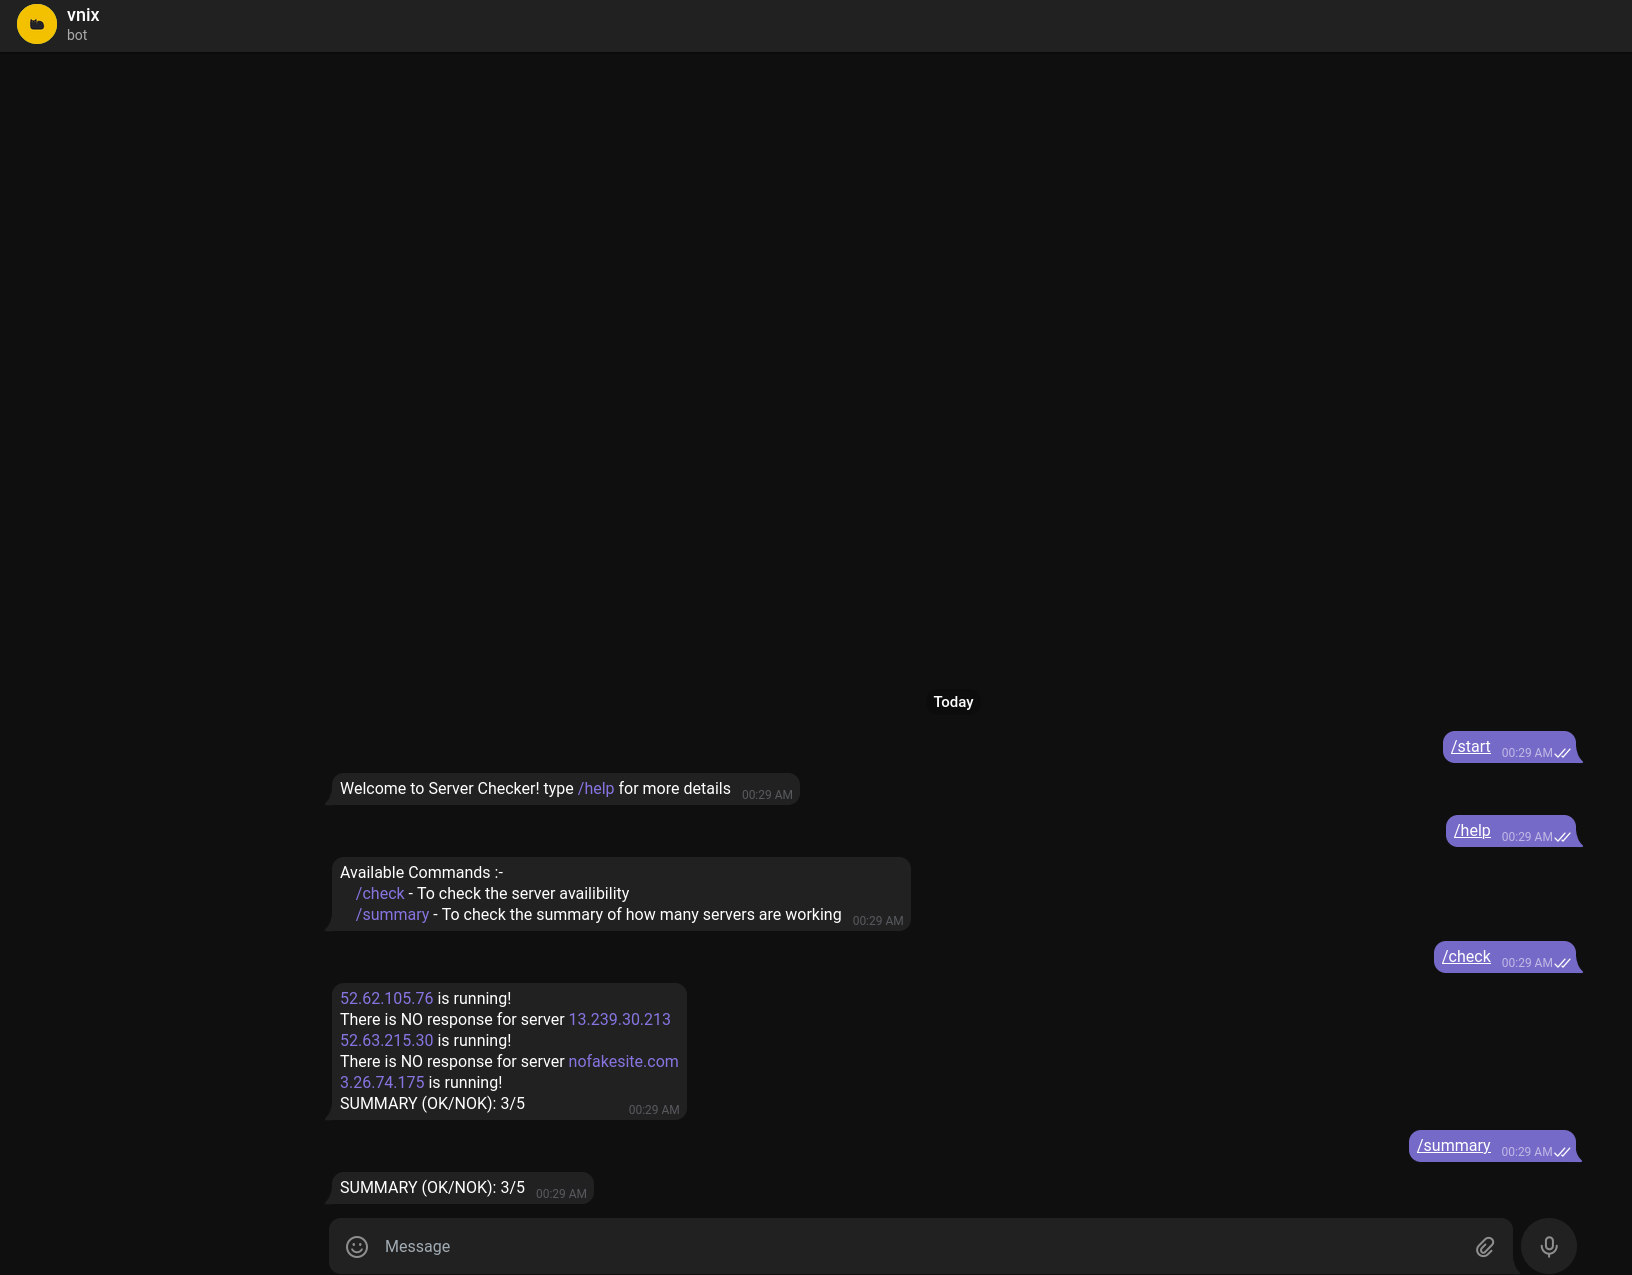 vnix
bot
Today
/start 00:29 AM
Welcome to Server Checker! type /help for more details 00:29 AM
/help 00:29 AM
Available Commands :-
/check - To check the server availibility
/summary - To check the summary of how many servers are working 00:29 AM
/check 00:29 AM
52.62.105.76 is running!
There is NO response for server 13.239.30.213
52.63.215.30 is running!
There is NO response for server nofakesite.com
3.26.74.175 is running!
SUMMARY (OK/NOK): 3/5 00:29 AM
/summary 00:29 AM
SUMMARY (OK/NOK): 3/5 00:29 AM
Message